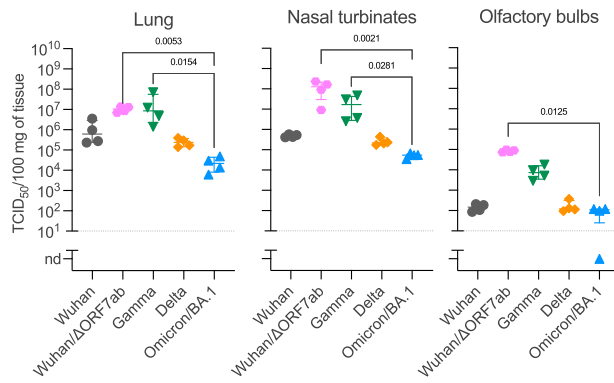 Lung
Nasal turbinates
Olfactory bulbs
TCID50/100 mg of tissue
10^10
10^9
10^8
10^7
10^6
10^5
10^4
10^3
10^2
10^1
nd
0.0053
0.0154
0.0021
0.0281
0.0125
Wuhan
Wuhan/ΔORF7ab
Gamma
Delta
Omicron/BA.1
Wuhan
Wuhan/ΔORF7ab
Gamma
Delta
Omicron/BA.1
Wuhan
Wuhan/ΔORF7ab
Gamma
Delta
Omicron/BA.1